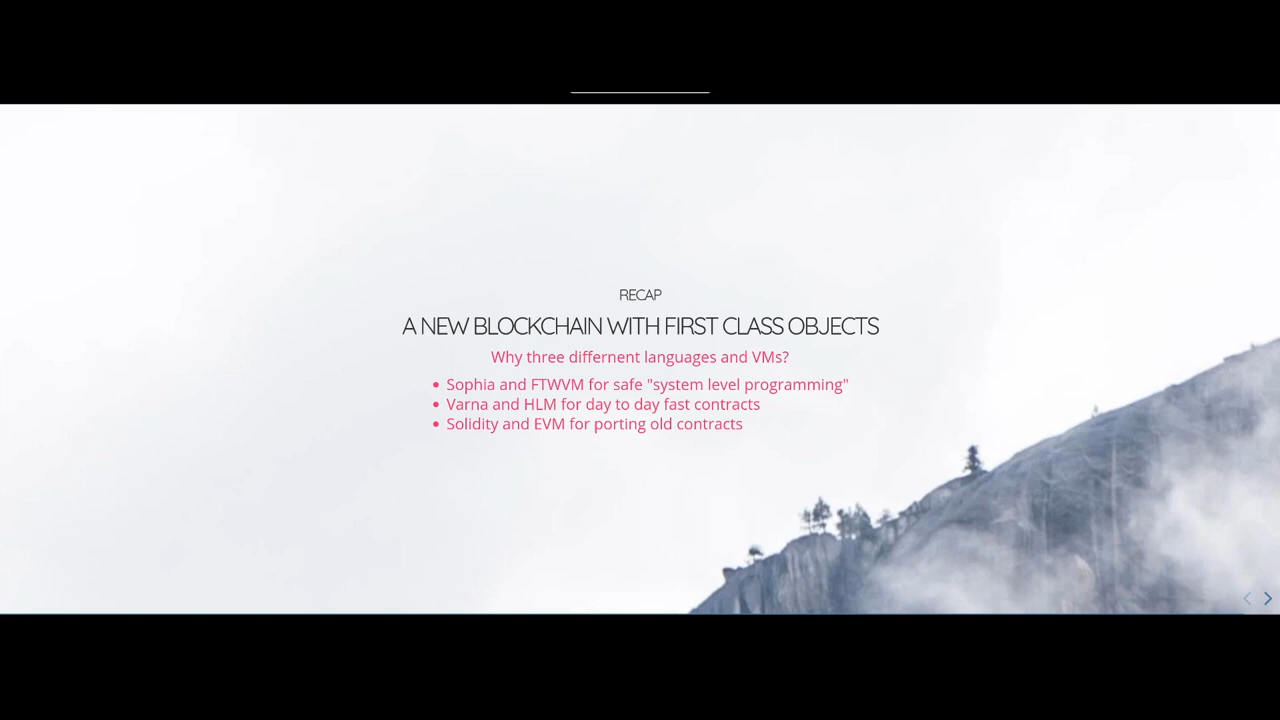 RECAP
A NEW BLOCKCHAIN WITH FIRST CLASS OBJECTS
Why three differnent languages and VMs?
• Sophia and FTWVM for safe "system level programming"
• Varna and HLM for day to day fast contracts
• Solidity and EVM for porting old contracts